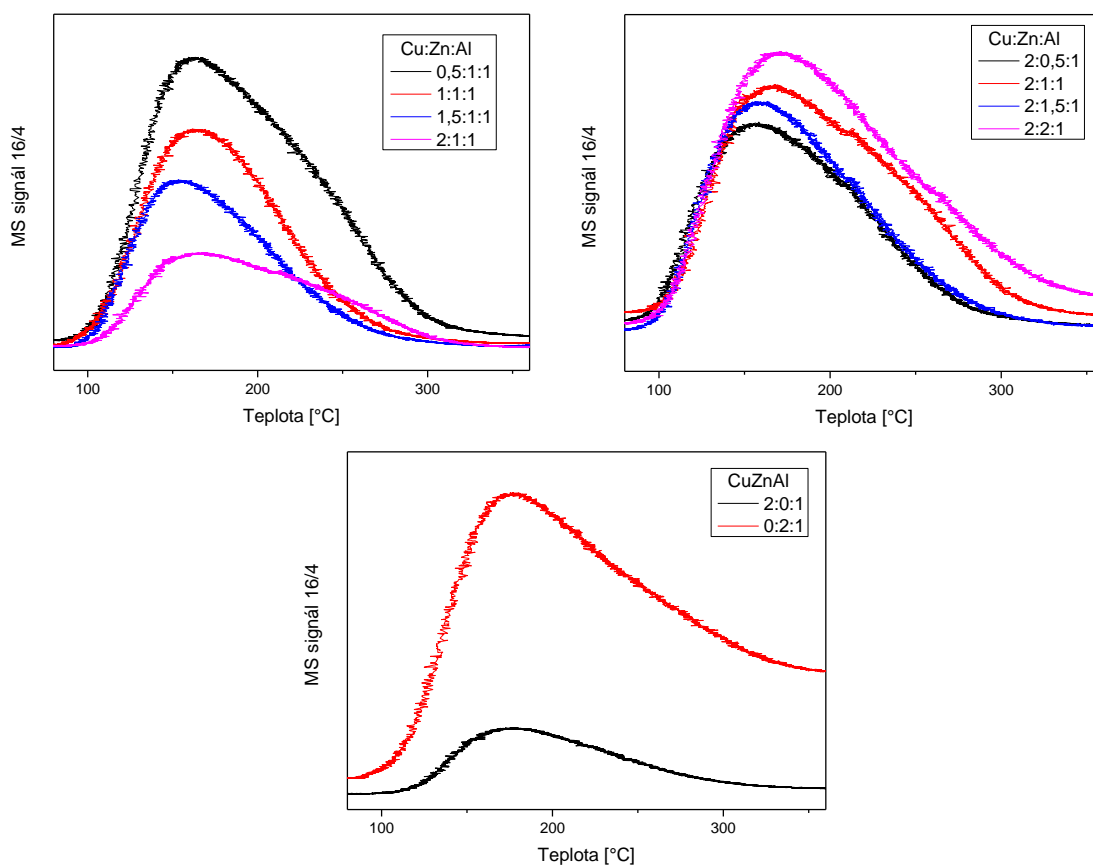 Cu:Zn:Al
0,5:1:1
1:1:1
1,5:1:1
2:1:1
MS signál 16/4
100
200
300
Teplota [°C]
Cu:Zn:Al
2:0,5:1
2:1:1
2:1,5:1
2:2:1
MS signál 16/4
100
200
300
Teplota [°C]
CuZnAl
2:0:1
0:2:1
MS signál 16/4
100
200
300
Teplota [°C]